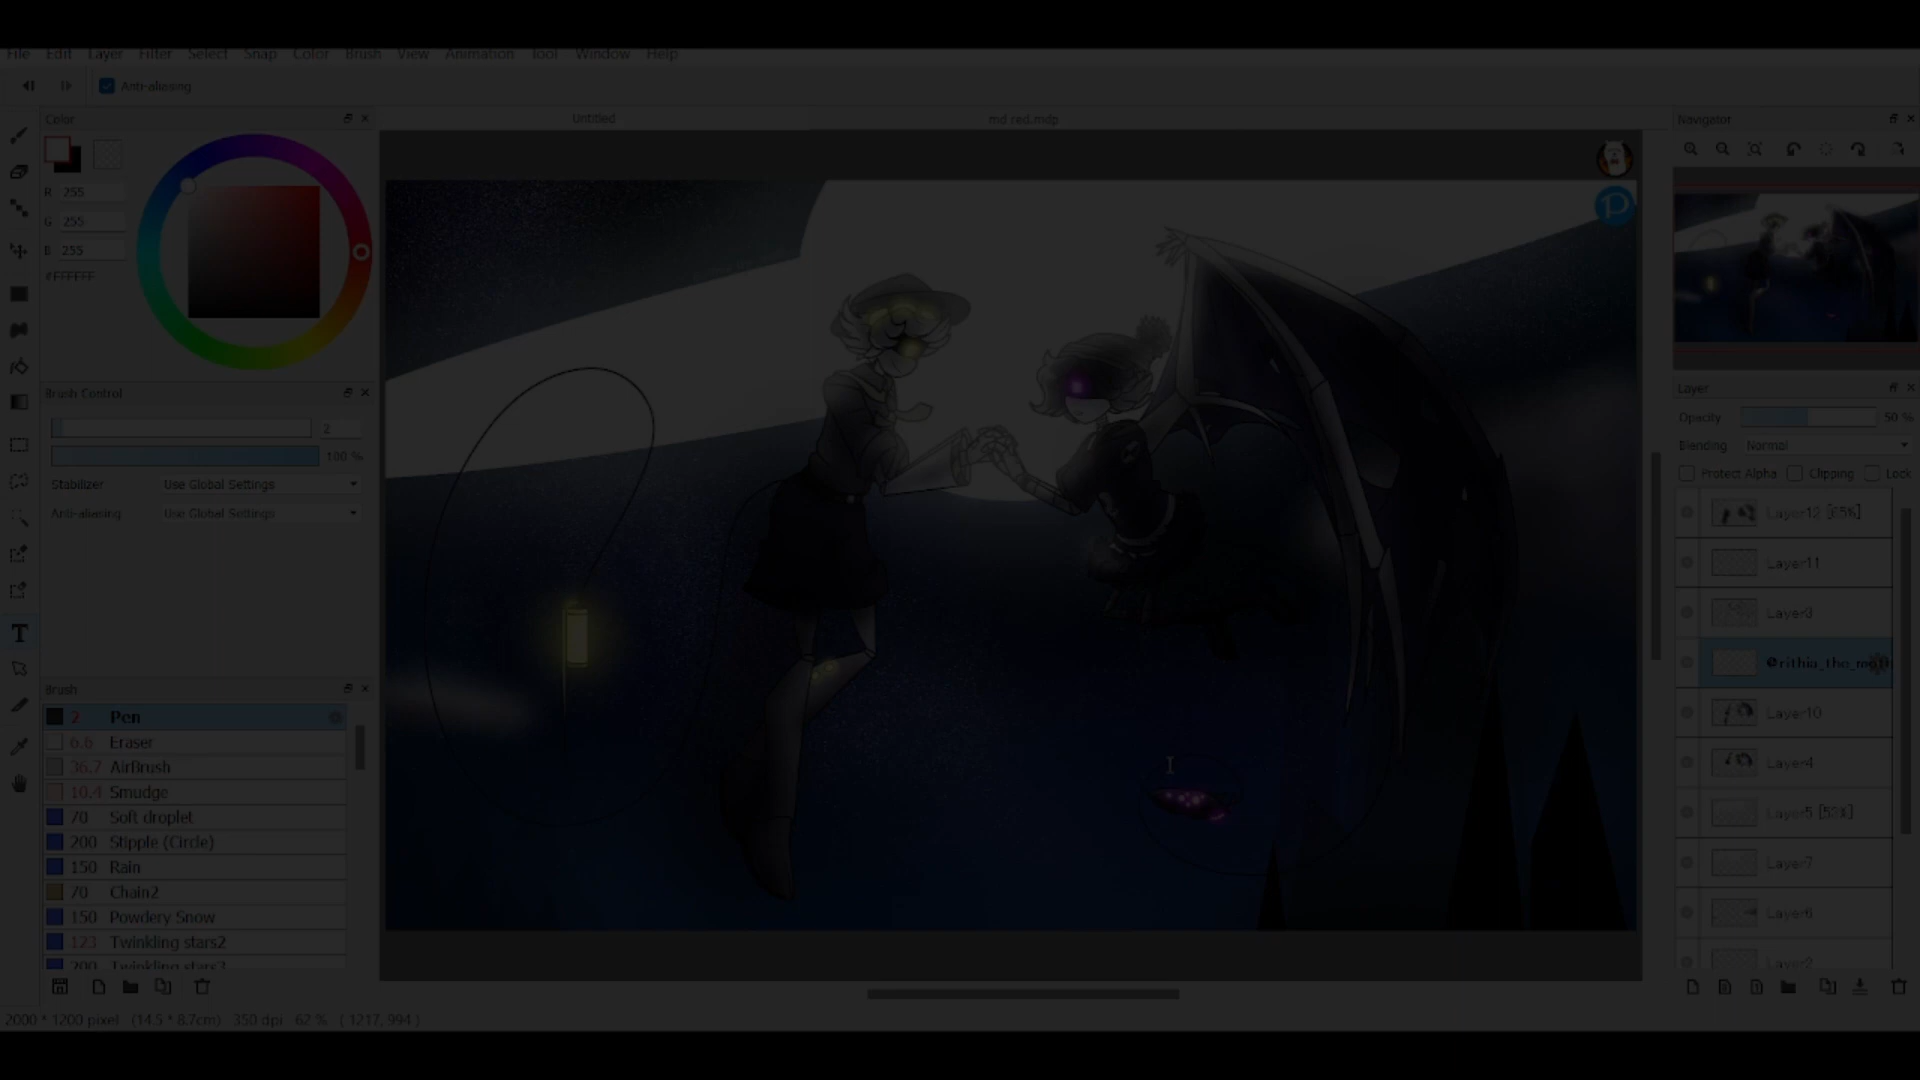 File Edit Layer Filter Select Snap Color Brush View Animation Tool Window Help
Anti-aliasing
Color
Untitled
md red.mdp
Navigator
R 255
G 255
B 255
#FFFFFF
Brush Control
2
100 %
Stabilizer Use Global Settings
Anti-aliasing Use Global Settings
Brush
2 Pen
6.6 Eraser
36.7 AirBrush
10.4 Smudge
70 Soft droplet
200 Stipple (Circle)
150 Rain
70 Chain2
150 Powdery Snow
123 Twinkling stars2
200 Twinkling stars3
Layer
Opacity 50 %
Blending Normal
Protect Alpha Clipping Lock
Layer12 [65%]
Layer11
Layer3
Layer10
Layer4
Layer5 [53%]
Layer7
Layer6
Layer2
2000 * 1200 pixel (14.5 * 8.7cm) 350 dpi 62 % ( 1217, 994 )